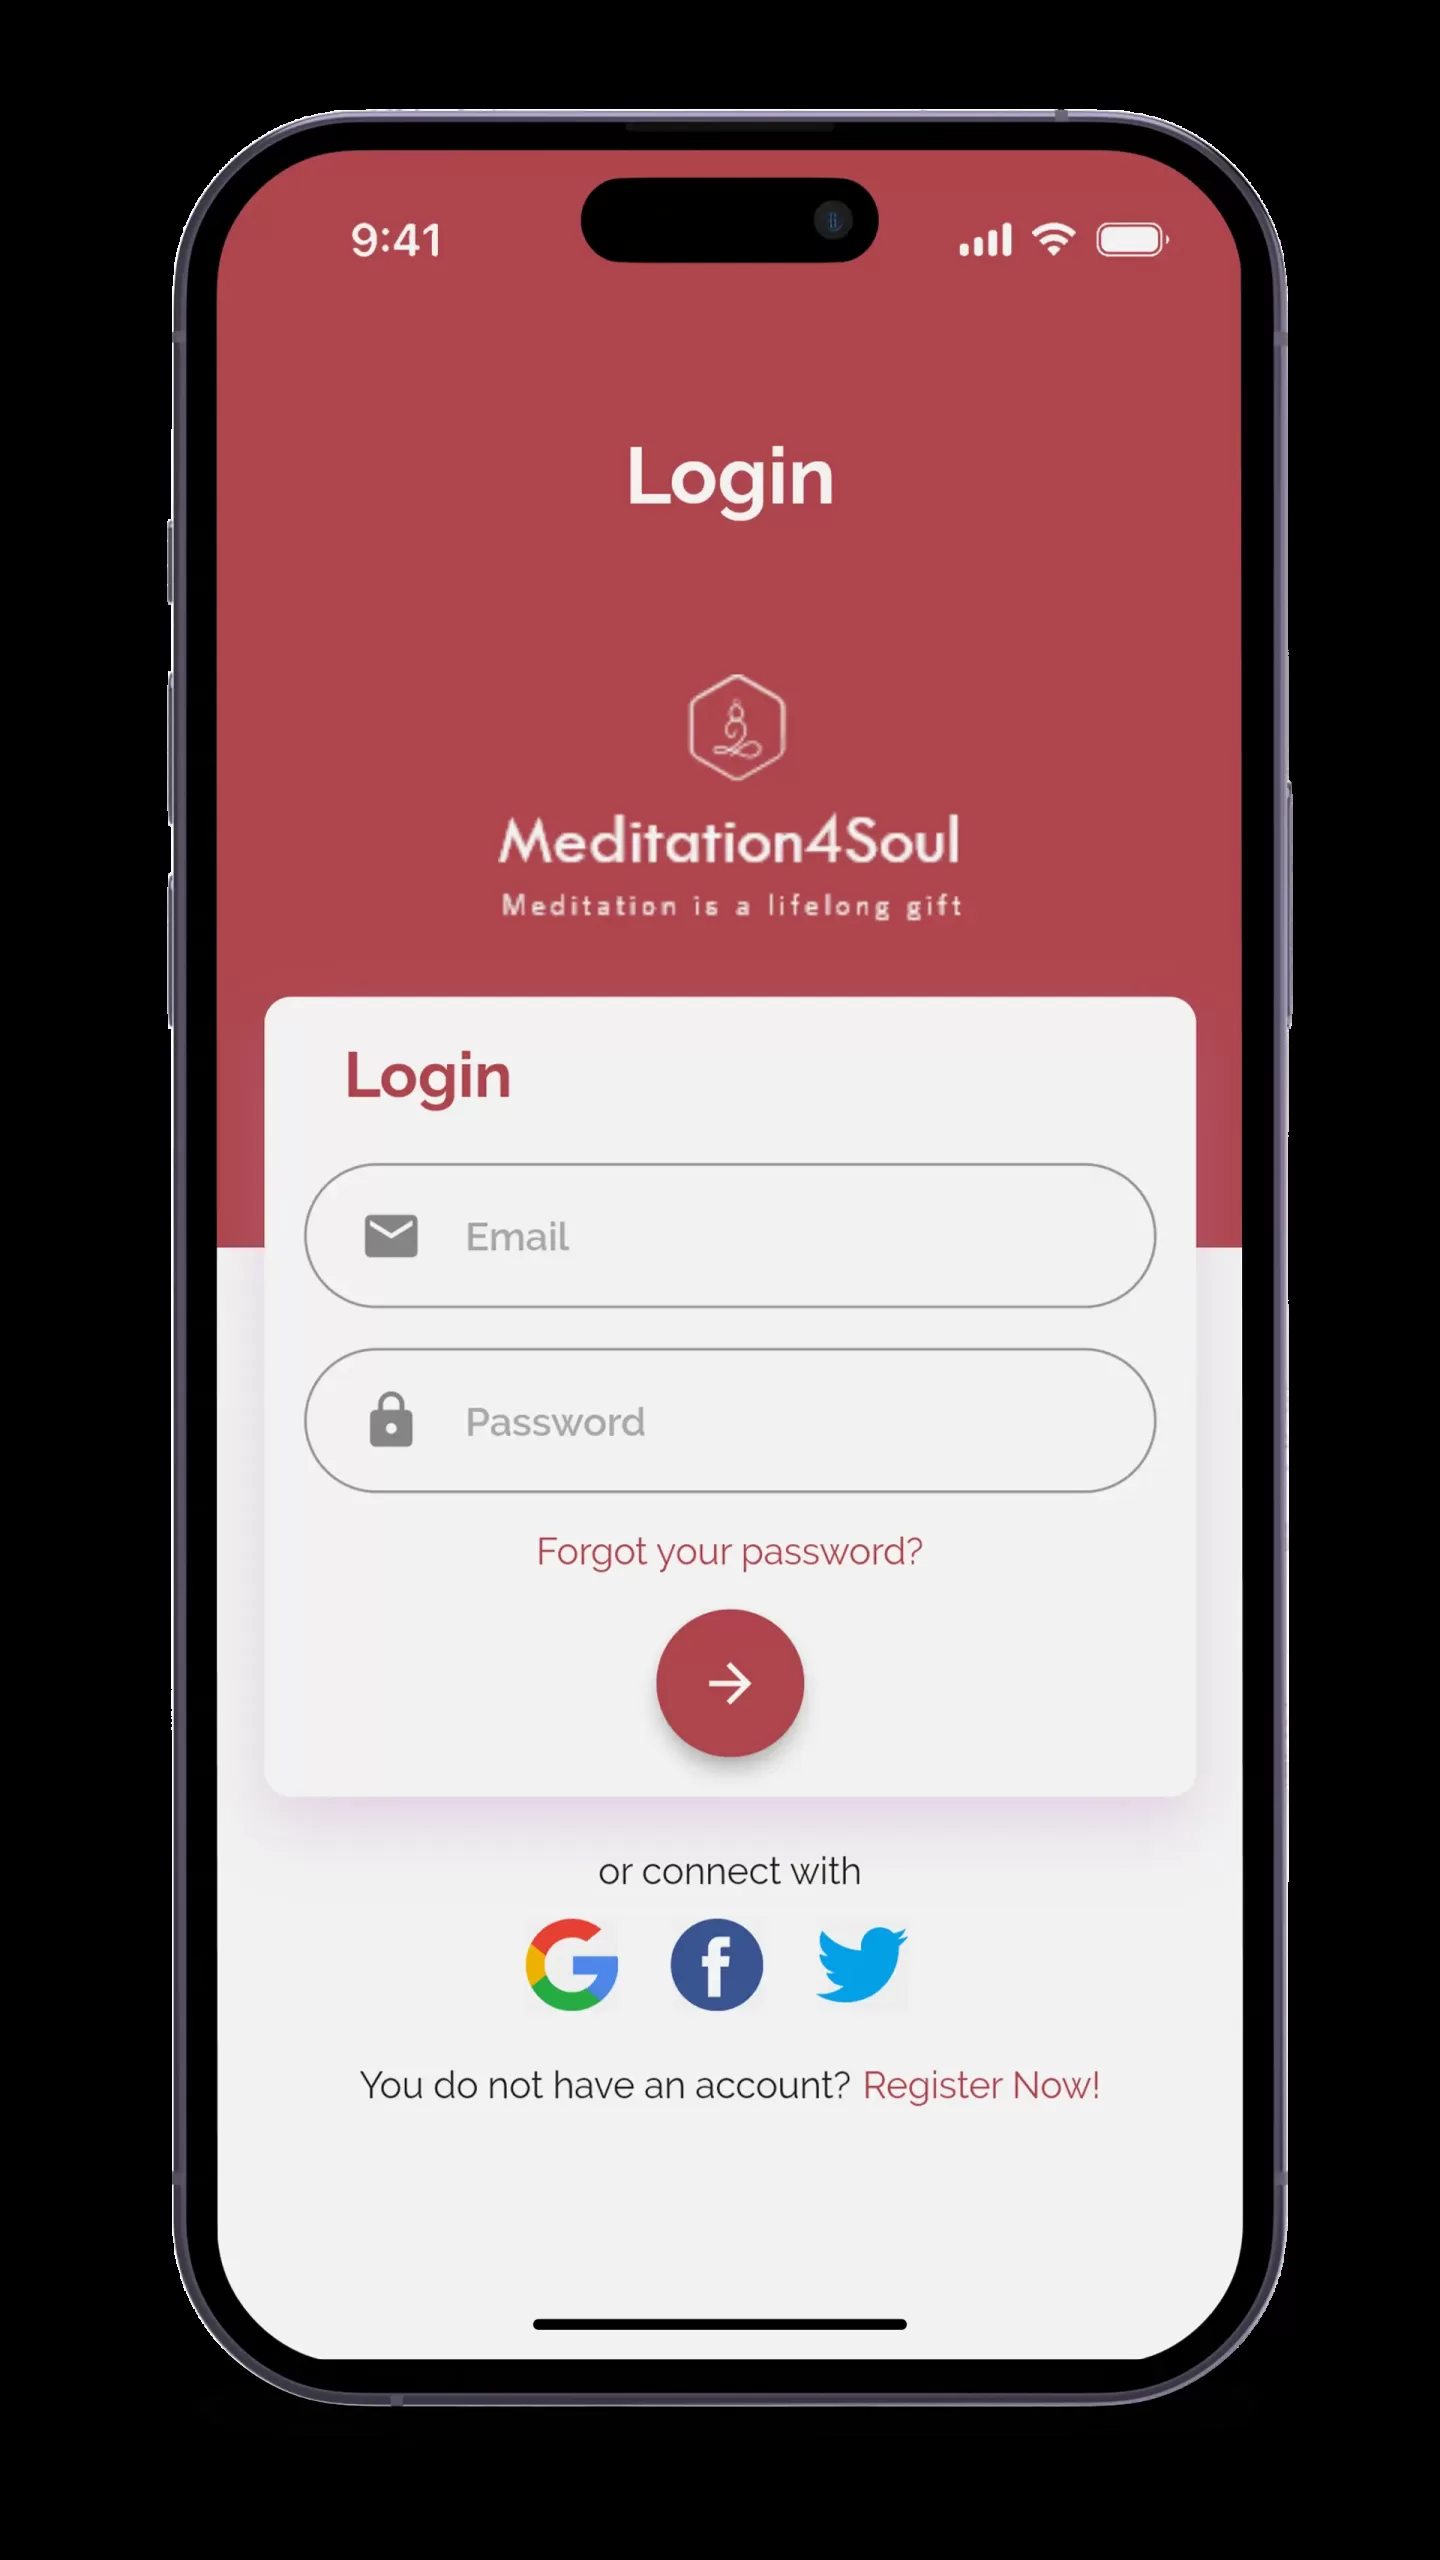 9:41
Login
Meditation4Soul
Meditation is a lifelong gift
Login
Email
Password
Forgot your password?
or connect with
You do not have an account? Register Now!